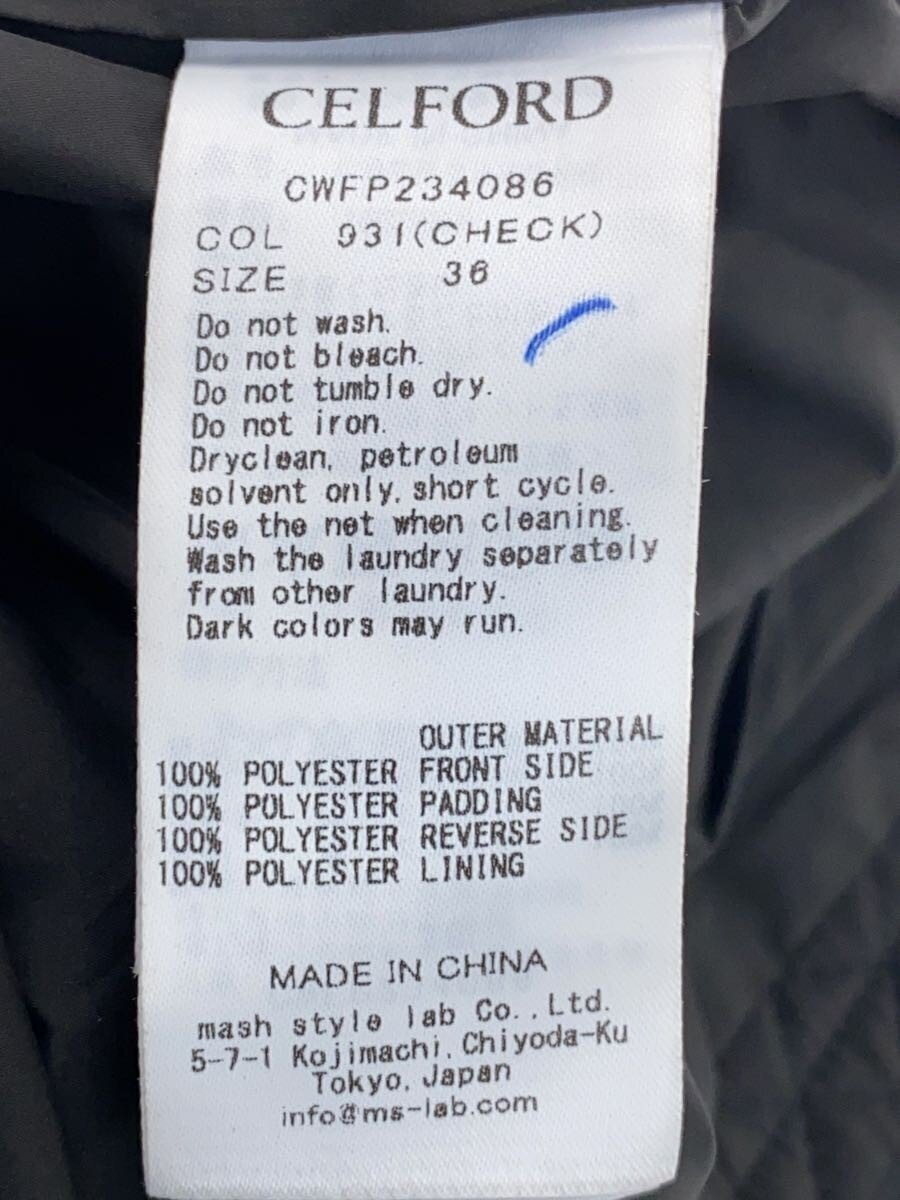 CELFORD
CWFP234086
COL 931(CHECK)
SIZE 36
Do not wash.
Do not bleach.
Do not tumble dry.
Do not iron.
Dryclean, petroleum
solvent only, short cycle.
Use the net when cleaning.
Wash the laundry separately
from other laundry.
Dark colors may run.
OUTER MATERIAL
100% POLYESTER FRONT SIDE
100% POLYESTER PADDING
100% POLYESTER REVERSE SIDE
100% POLYESTER LINING
MADE IN CHINA
mash style lab Co., Ltd.
5-7-1 Kojimachi, Chiyoda-Ku
Tokyo, Japan
info@ms-lab.com